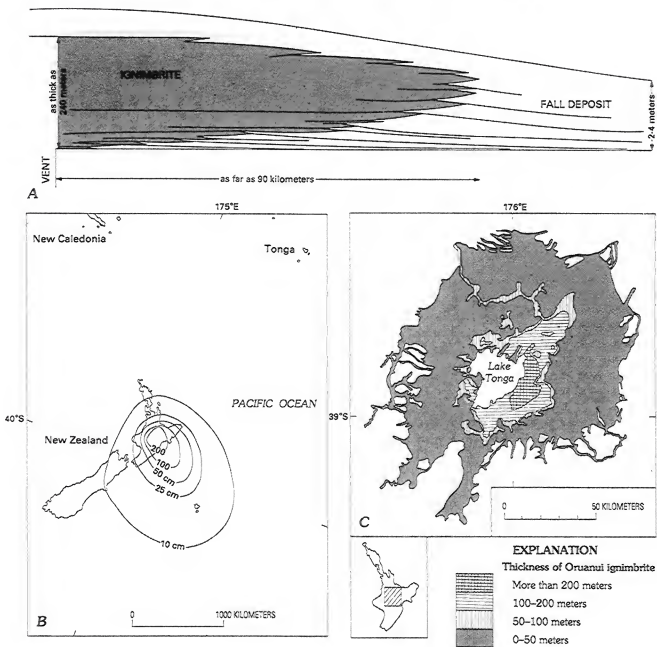 as thick as
240 meters
IGNIMBRITE
FALL DEPOSIT
2-4 meters
VENT
as far as 90 kilometers
A
175°E
New Caledonia
Tonga
PACIFIC OCEAN
40°S
New Zealand
200
100
50 cm
25 cm
10 cm
B
0 1000 KILOMETERS
176°E
Lake
Tonga
39°S
0 50 KILOMETERS
C
EXPLANATION
Thickness of Oruanui ignimbrite
More than 200 meters
100-200 meters
50-100 meters
0-50 meters